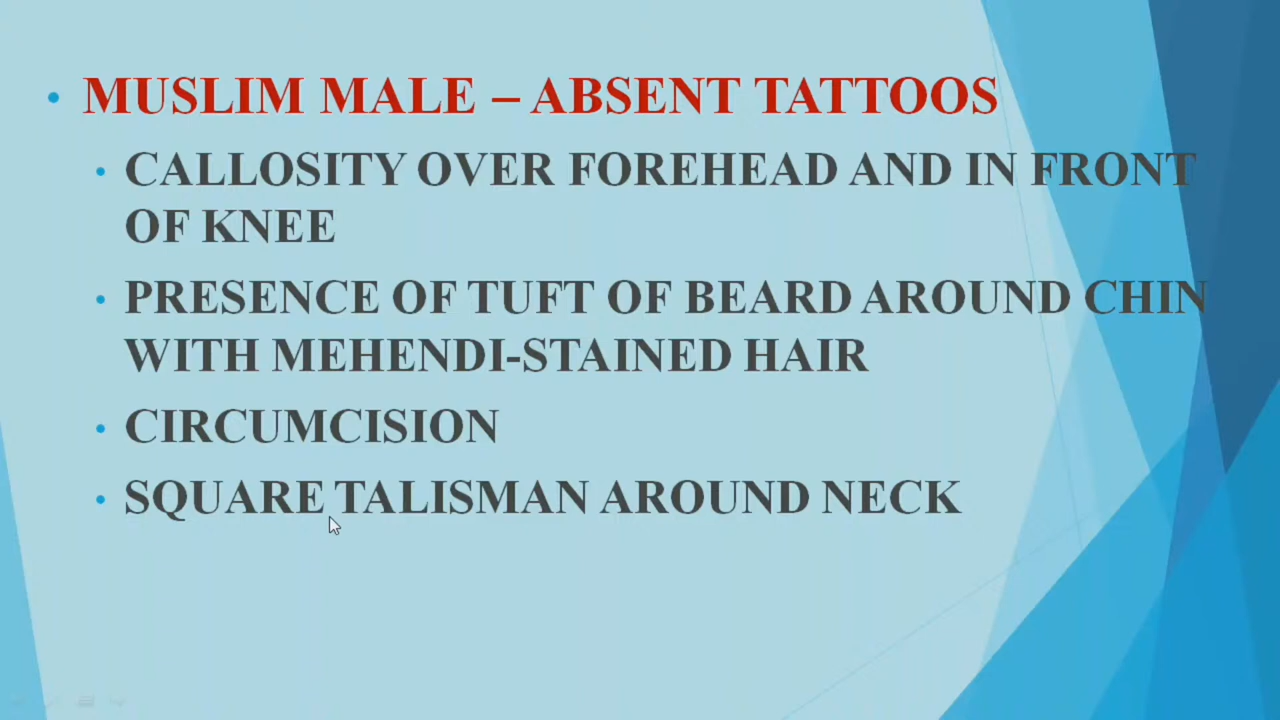 • MUSLIM MALE – ABSENT TATTOOS
• CALLOSITY OVER FOREHEAD AND IN FRONT
OF KNEE
• PRESENCE OF TUFT OF BEARD AROUND CHIN
WITH MEHENDI-STAINED HAIR
• CIRCUMCISION
• SQUARE TALISMAN AROUND NECK